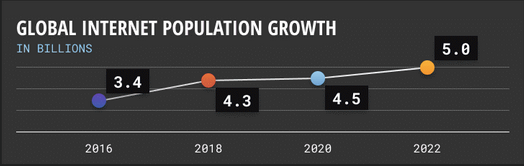 GLOBAL INTERNET POPULATION GROWTH
IN BILLIONS
5.0
3.4
4.3
4.5
2016 2018 2020 2022